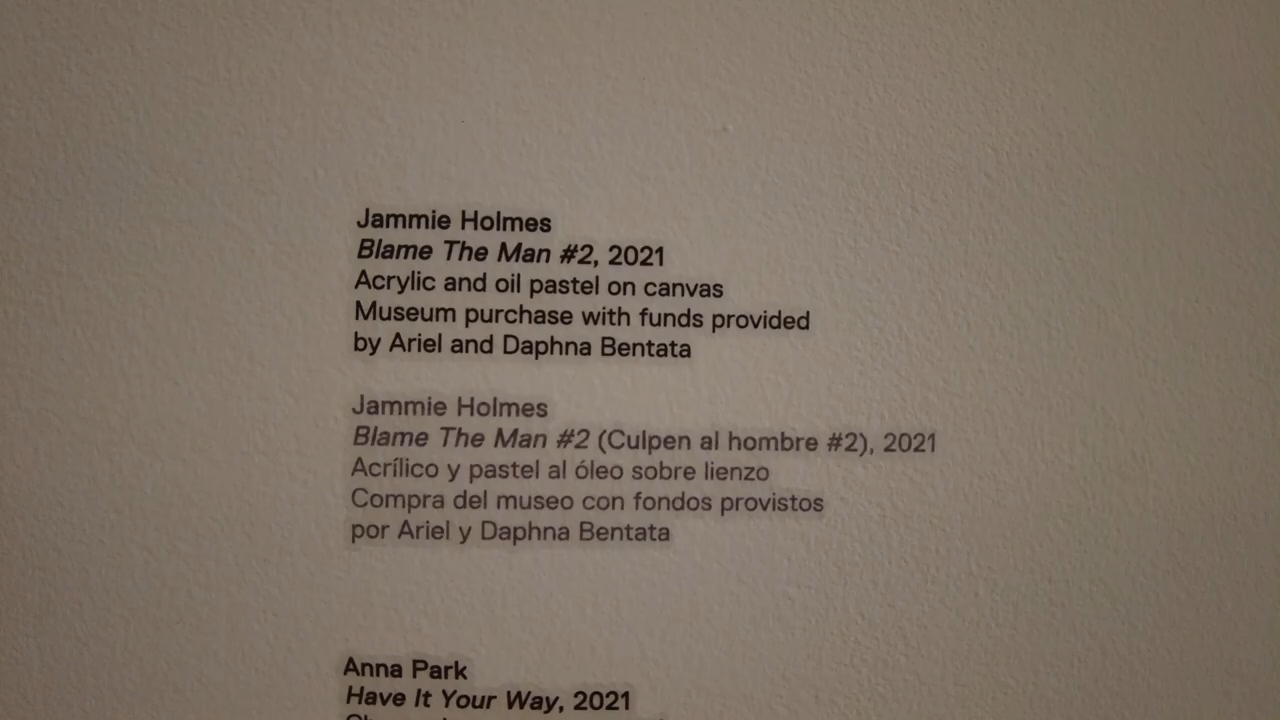 Jammie Holmes
Blame The Man #2, 2021
Acrylic and oil pastel on canvas
Museum purchase with funds provided
by Ariel and Daphna Bentata
Jammie Holmes
Blame The Man #2 (Culpen al hombre #2), 2021
Acrílico y pastel al óleo sobre lienzo
Compra del museo con fondos provistos
por Ariel y Daphna Bentata
Anna Park
Have It Your Way, 2021